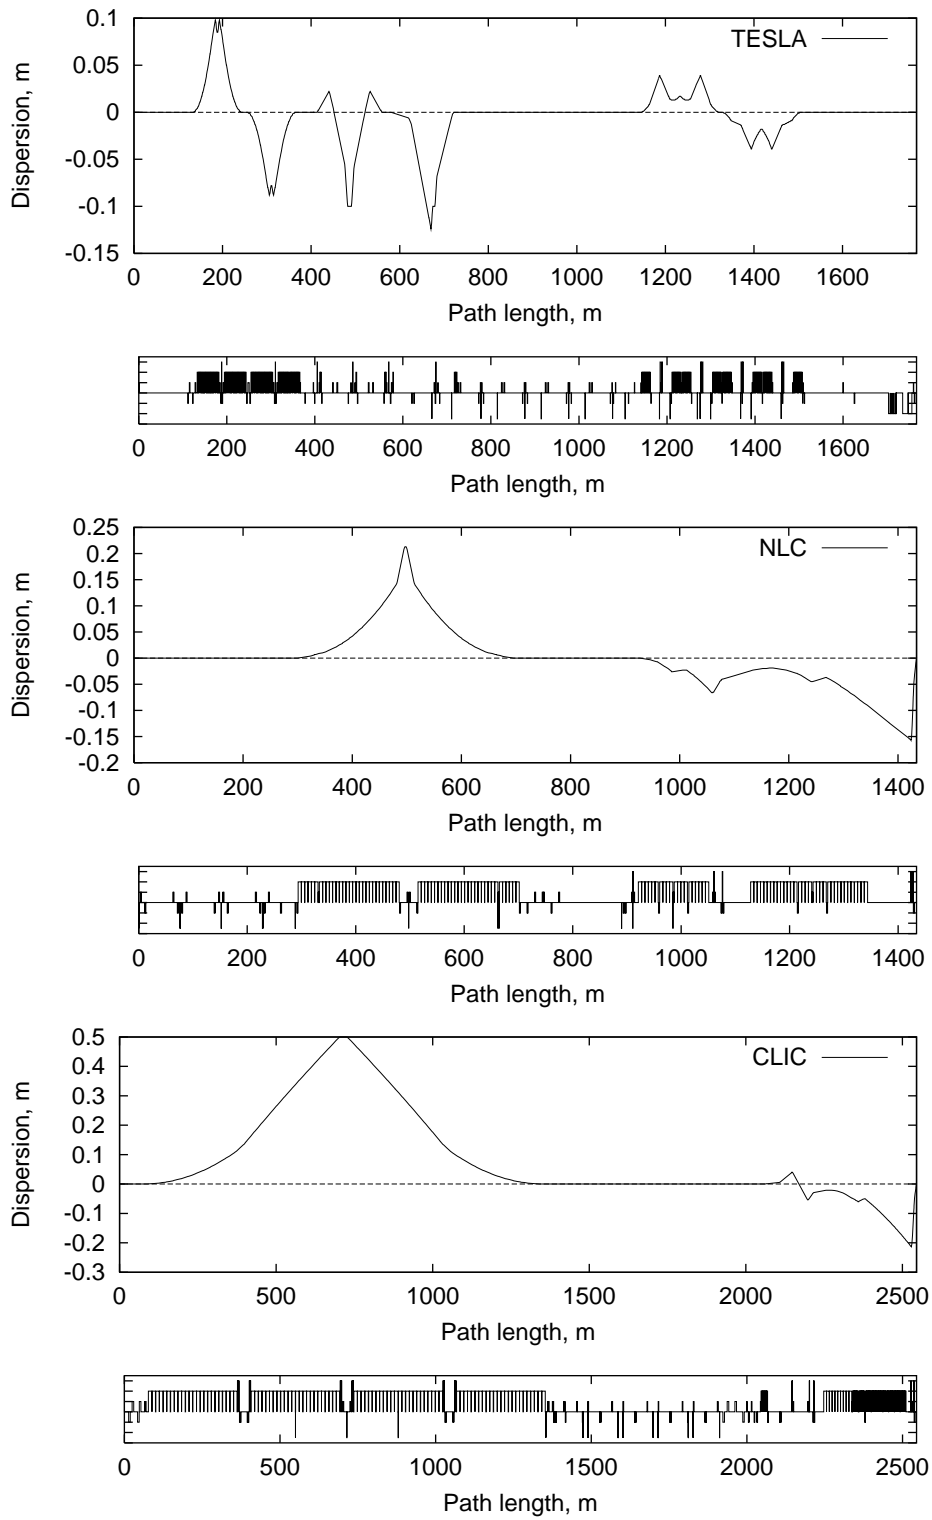 TESLA
Dispersion, m
0.1
0.05
0
-0.05
-0.1
-0.15
0 200 400 600 800 1000 1200 1400 1600
Path length, m
0 200 400 600 800 1000 1200 1400 1600
Path length, m
NLC
Dispersion, m
0.25
0.2
0.15
0.1
0.05
0
-0.05
-0.1
-0.15
-0.2
0 200 400 600 800 1000 1200 1400
Path length, m
0 200 400 600 800 1000 1200 1400
Path length, m
CLIC
Dispersion, m
0.5
0.4
0.3
0.2
0.1
0
-0.1
-0.2
-0.3
0 500 1000 1500 2000 2500
Path length, m
0 500 1000 1500 2000 2500
Path length, m